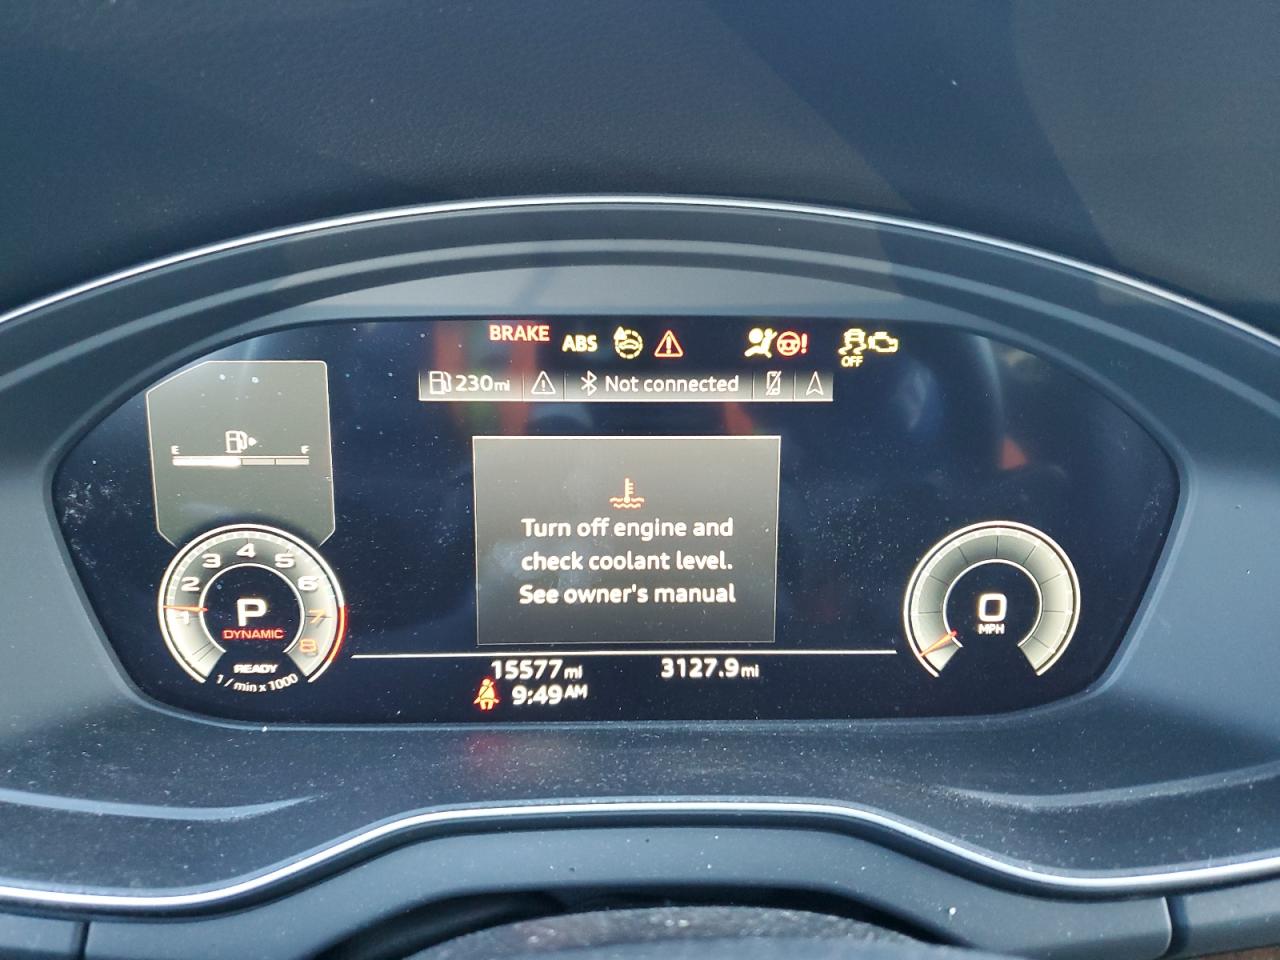 BRAKE ABS OFF
230mi Not connected
E
Turn off engine and
check coolant level.
See owner's manual
1 2 3 4 5 6 7 8
P
DYNAMIC
READY
1 / min x 1000
0
MPH
15577mi 3127.9mi
9:49AM